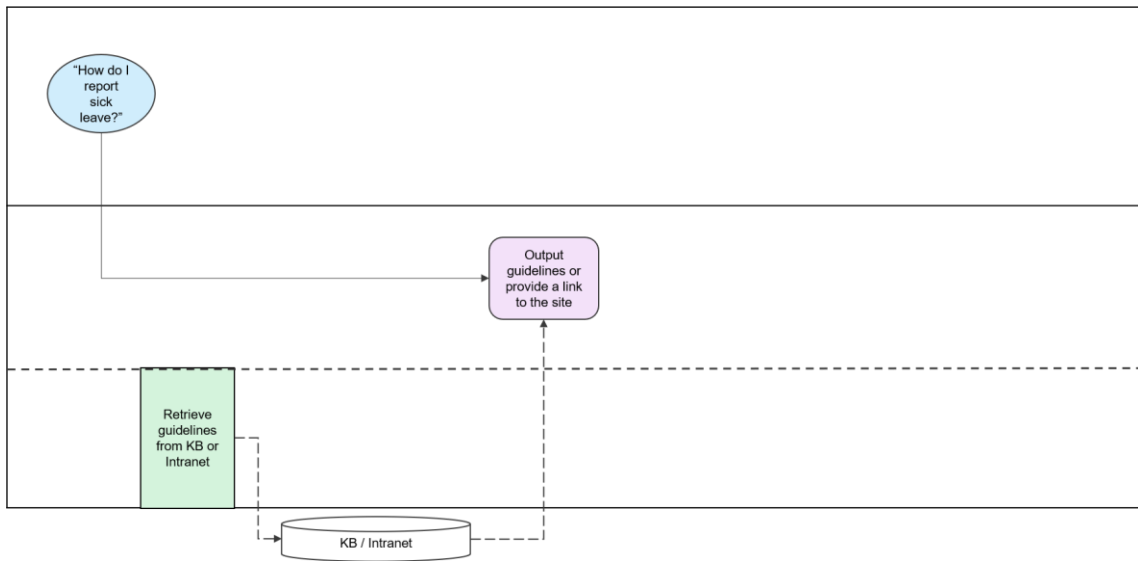 “How do I
report
sick
leave?”
Output
guidelines or
provide a link
to the site
Retrieve
guidelines
from KB or
Intranet
KB / Intranet